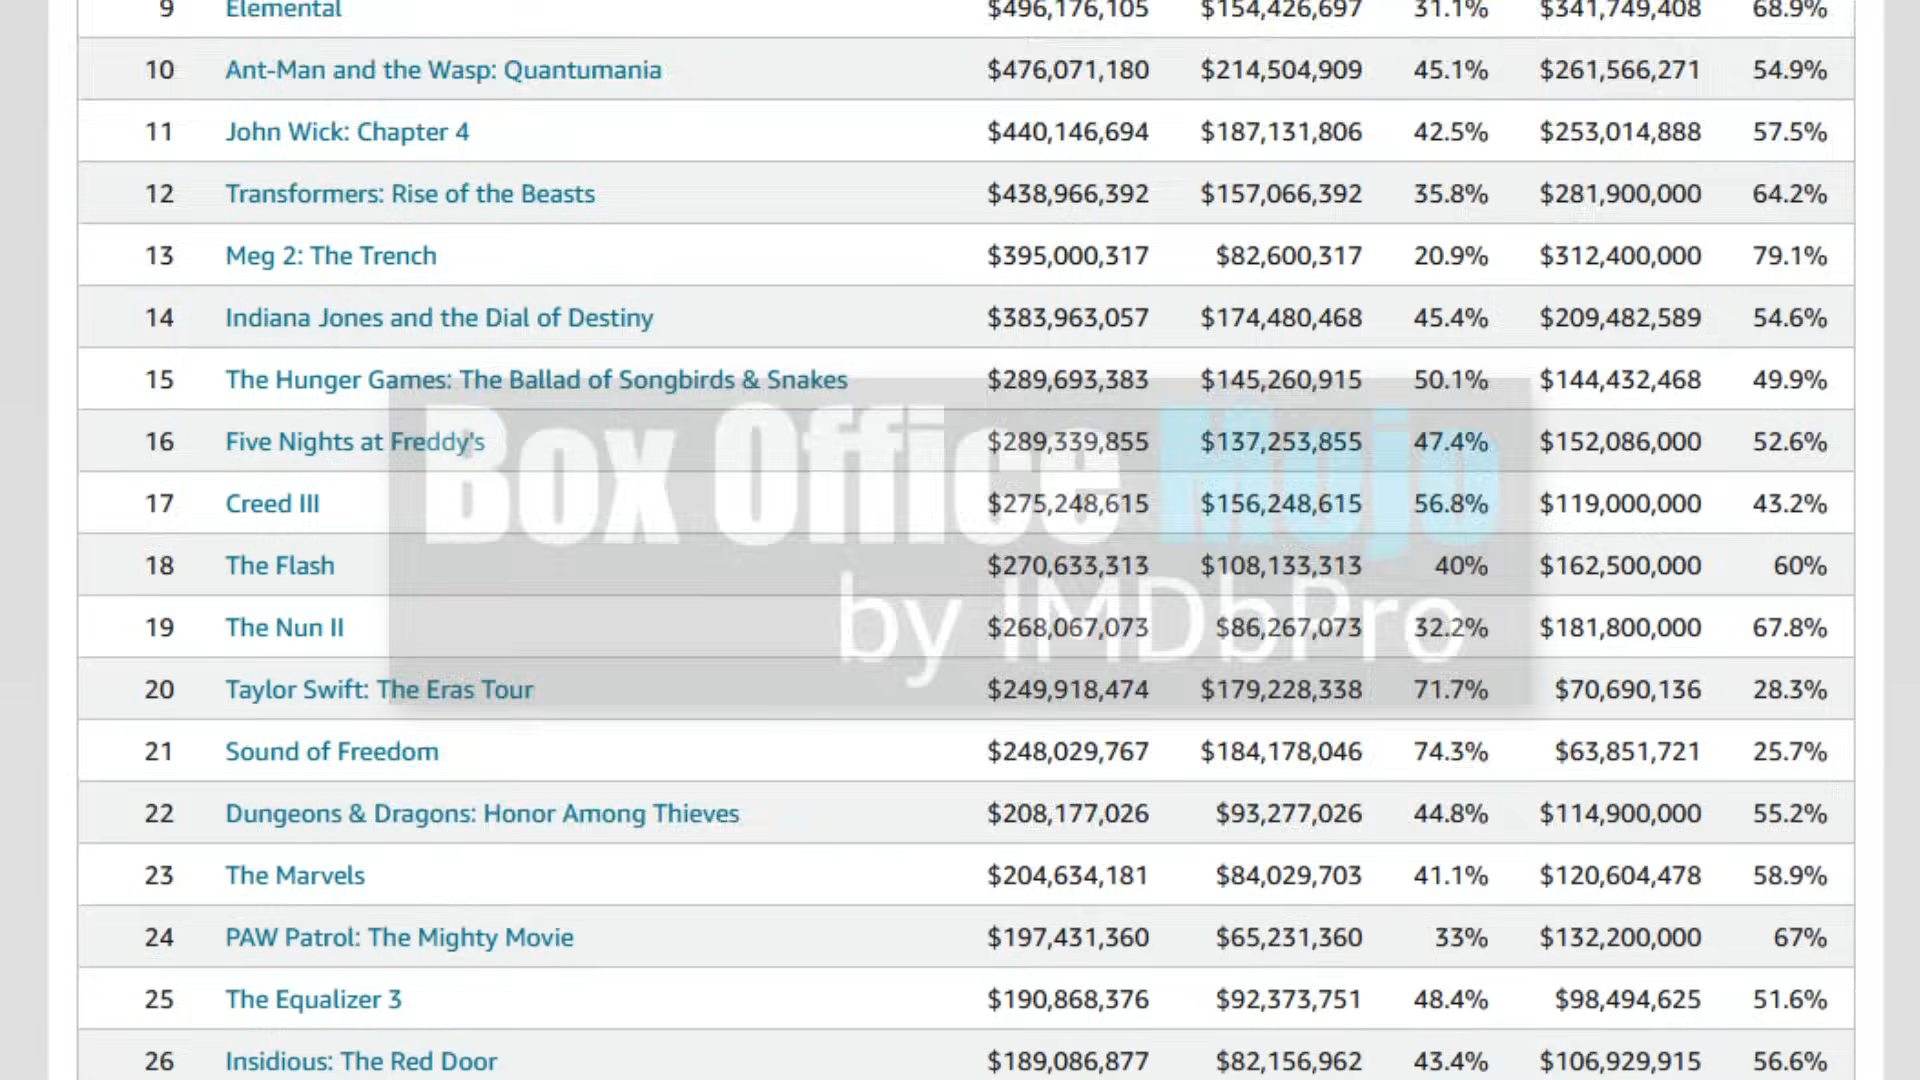 9 Elemental $496,176,105 $154,426,697 31.1% $341,749,408 68.9%
10 Ant-Man and the Wasp: Quantumania $476,071,180 $214,504,909 45.1% $261,566,271 54.9%
11 John Wick: Chapter 4 $440,146,694 $187,131,806 42.5% $253,014,888 57.5%
12 Transformers: Rise of the Beasts $438,966,392 $157,066,392 35.8% $281,900,000 64.2%
13 Meg 2: The Trench $395,000,317 $82,600,317 20.9% $312,400,000 79.1%
14 Indiana Jones and the Dial of Destiny $383,963,057 $174,480,468 45.4% $209,482,589 54.6%
15 The Hunger Games: The Ballad of Songbirds & Snakes $289,693,383 $145,260,915 50.1% $144,432,468 49.9%
16 Five Nights at Freddy's $289,339,855 $137,253,855 47.4% $152,086,000 52.6%
17 Creed III $275,248,615 $156,248,615 56.8% $119,000,000 43.2%
18 The Flash $270,633,313 $108,133,313 40% $162,500,000 60%
19 The Nun II $268,067,073 $86,267,073 32.2% $181,800,000 67.8%
20 Taylor Swift: The Eras Tour $249,918,474 $179,228,338 71.7% $70,690,136 28.3%
21 Sound of Freedom $248,029,767 $184,178,046 74.3% $63,851,721 25.7%
22 Dungeons & Dragons: Honor Among Thieves $208,177,026 $93,277,026 44.8% $114,900,000 55.2%
23 The Marvels $204,634,181 $84,029,703 41.1% $120,604,478 58.9%
24 PAW Patrol: The Mighty Movie $197,431,360 $65,231,360 33% $132,200,000 67%
25 The Equalizer 3 $190,868,376 $92,373,751 48.4% $98,494,625 51.6%
26 Insidious: The Red Door $189,086,877 $82,156,962 43.4% $106,929,915 56.6%
Box Office Mojo
by IMDbPro